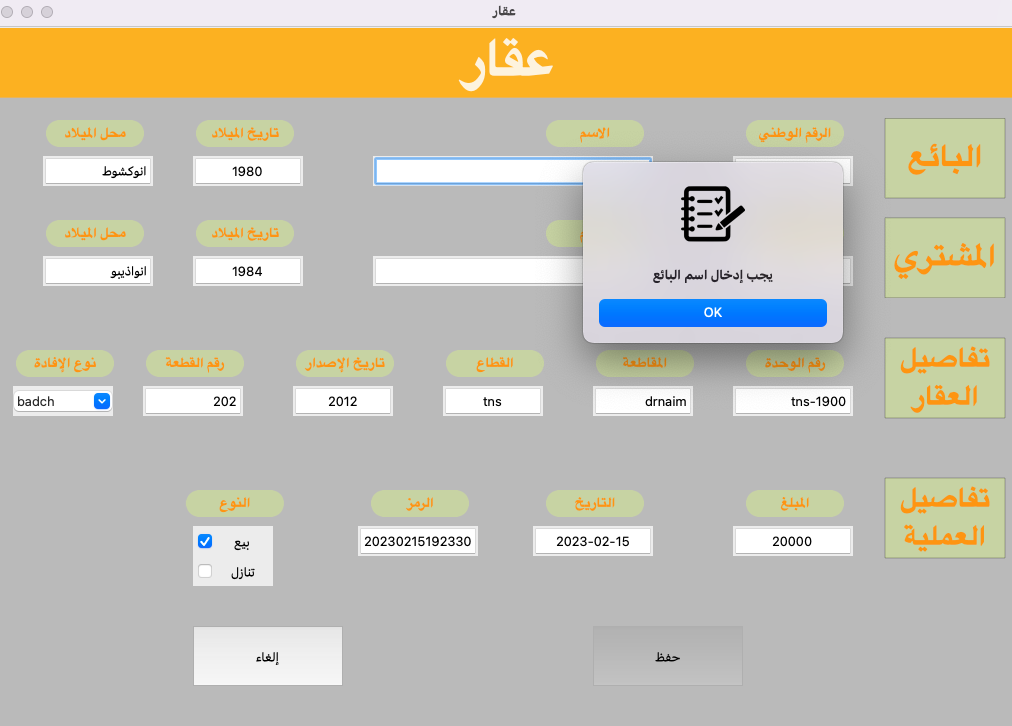 عقار
عقار
البائع
الرقم الوطني
الاسم
تاريخ الميلاد
محل الميلاد
1980
انوكشوط
يجب إدخال اسم البائع
OK
المشتري
تاريخ الميلاد
محل الميلاد
1984
انواذيبو
تفاصيل
العقار
رقم الوحدة
المقاطعة
القطاع
تاريخ الإصدار
رقم القطعة
نوع الإفادة
tns-1900
drnaim
tns
2012
202
badch
تفاصيل
العملية
المبلغ
التاريخ
الرمز
النوع
20000
2023-02-15
20230215192330
بيع
تنازل
حفظ
إلغاء